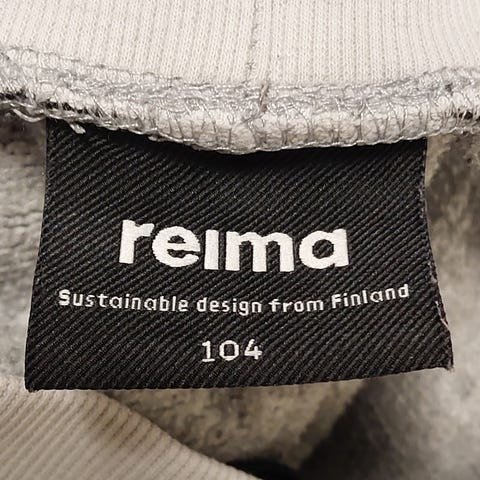 reima
Sustainable design from Finland
104